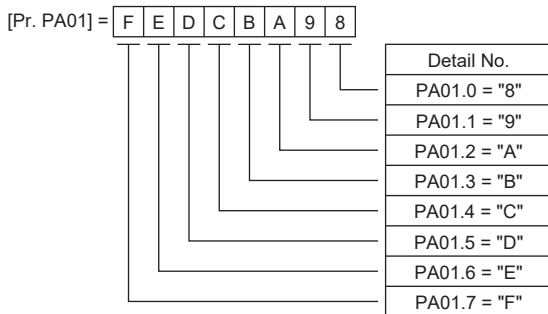 [Pr. PA01] = F E D C B A 9 8
Detail No.
PA01.0 = "8"
PA01.1 = "9"
PA01.2 = "A"
PA01.3 = "B"
PA01.4 = "C"
PA01.5 = "D"
PA01.6 = "E"
PA01.7 = "F"